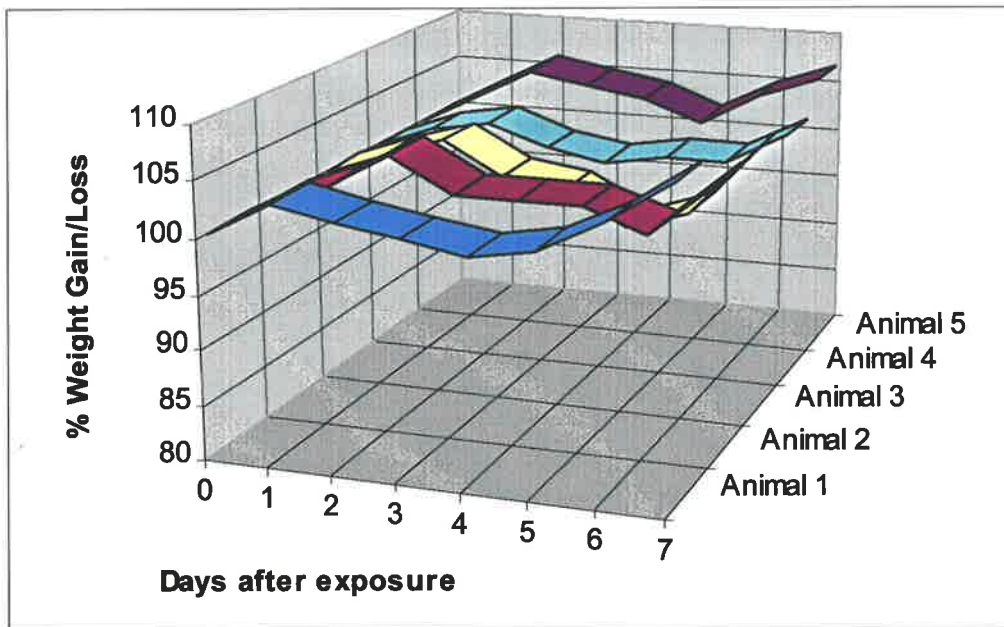 % Weight Gain/Loss
110
105
100
95
90
85
80
0
1
2
3
4
5
6
7
Days after exposure
Animal 5
Animal 4
Animal 3
Animal 2
Animal 1